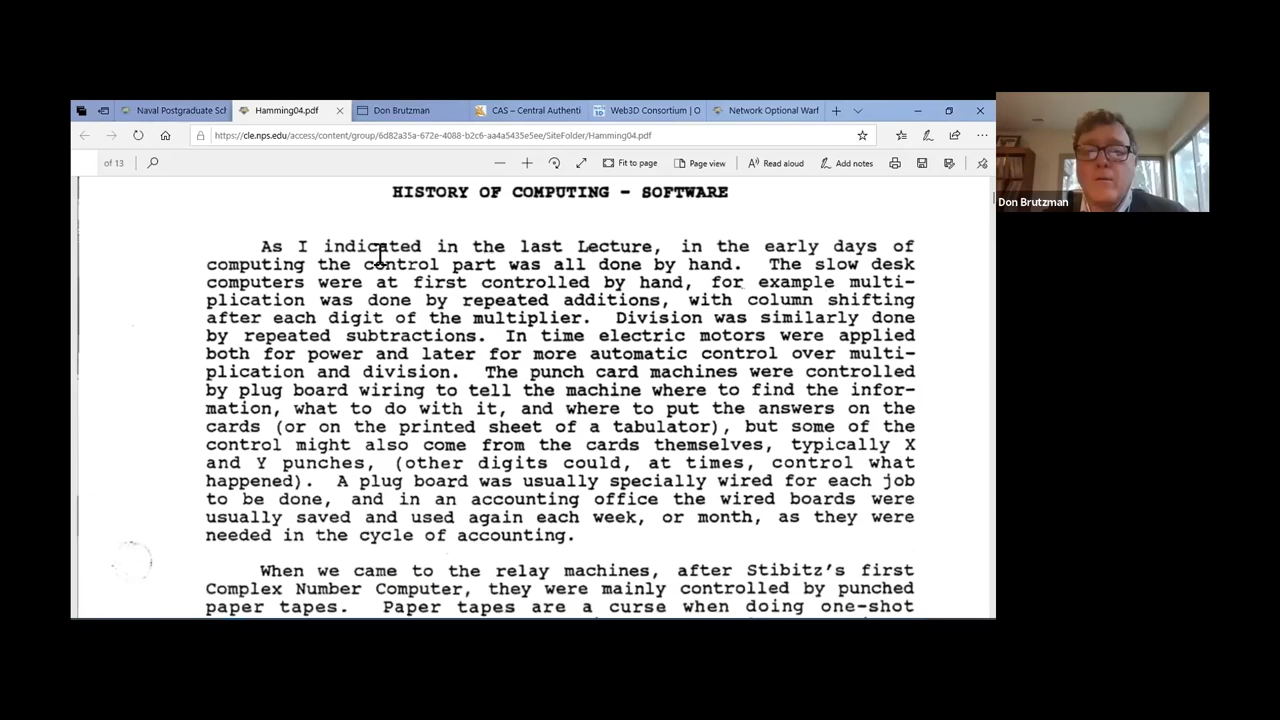 Naval Postgraduate Scl
Hamming04.pdf
Don Brutzman
CAS – Central Authenti
Web3D Consortium | O
Network Optional Warf
https://cle.nps.edu/access/content/group/6d82a35a-672e-4088-b2c6-aa4a5435e5ee/SiteFolder/Hamming04.pdf
of 13
Fit to page
Page view
Read aloud
Add notes
HISTORY OF COMPUTING - SOFTWARE
As I indicated in the last Lecture, in the early days of
computing the control part was all done by hand. The slow desk
computers were at first controlled by hand, for example multi-
plication was done by repeated additions, with column shifting
after each digit of the multiplier. Division was similarly done
by repeated subtractions. In time electric motors were applied
both for power and later for more automatic control over multi-
plication and division. The punch card machines were controlled
by plug board wiring to tell the machine where to find the infor-
mation, what to do with it, and where to put the answers on the
cards (or on the printed sheet of a tabulator), but some of the
control might also come from the cards themselves, typically X
and Y punches, (other digits could, at times, control what
happened). A plug board was usually specially wired for each job
to be done, and in an accounting office the wired boards were
usually saved and used again each week, or month, as they were
needed in the cycle of accounting.
When we came to the relay machines, after Stibitz's first
Complex Number Computer, they were mainly controlled by punched
paper tapes. Paper tapes are a curse when doing one-shot
Don Brutzman